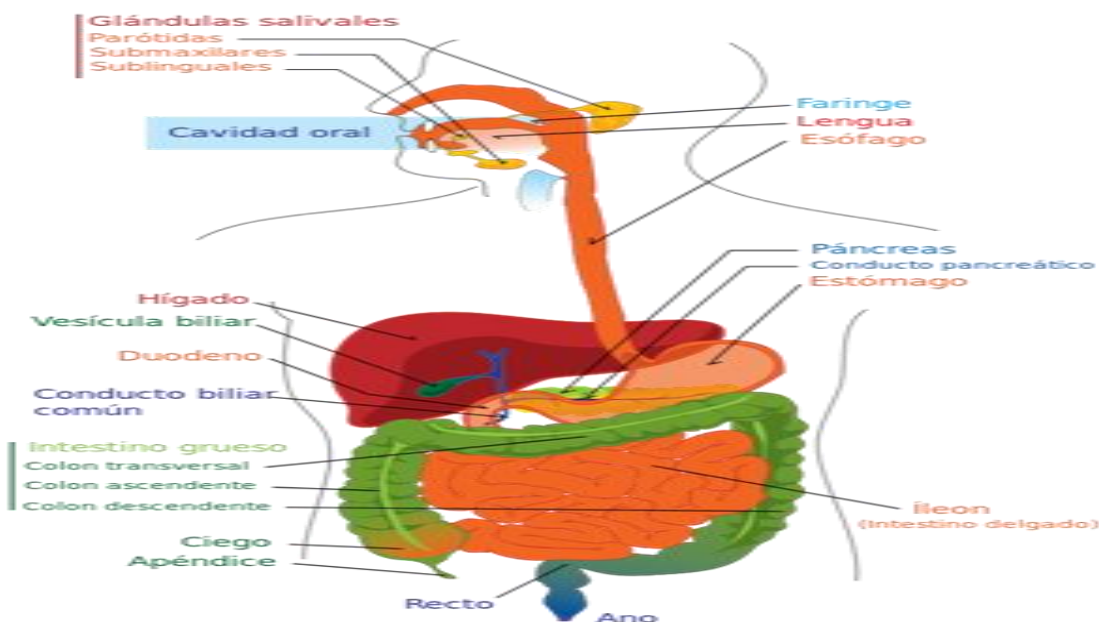 Glándulas salivales
Parótidas
Submaxilares
Sublinguales
Cavidad oral
Faringe
Lengua
Esófago
Páncreas
Conducto pancreático
Estómago
Hígado
Vesícula biliar
Duodeno
Conducto biliar
común
Intestino grueso
Colon transversal
Colon ascendente
Colon descendente
Ciego
Apéndice
Íleon
(Intestino delgado)
Recto
Ano